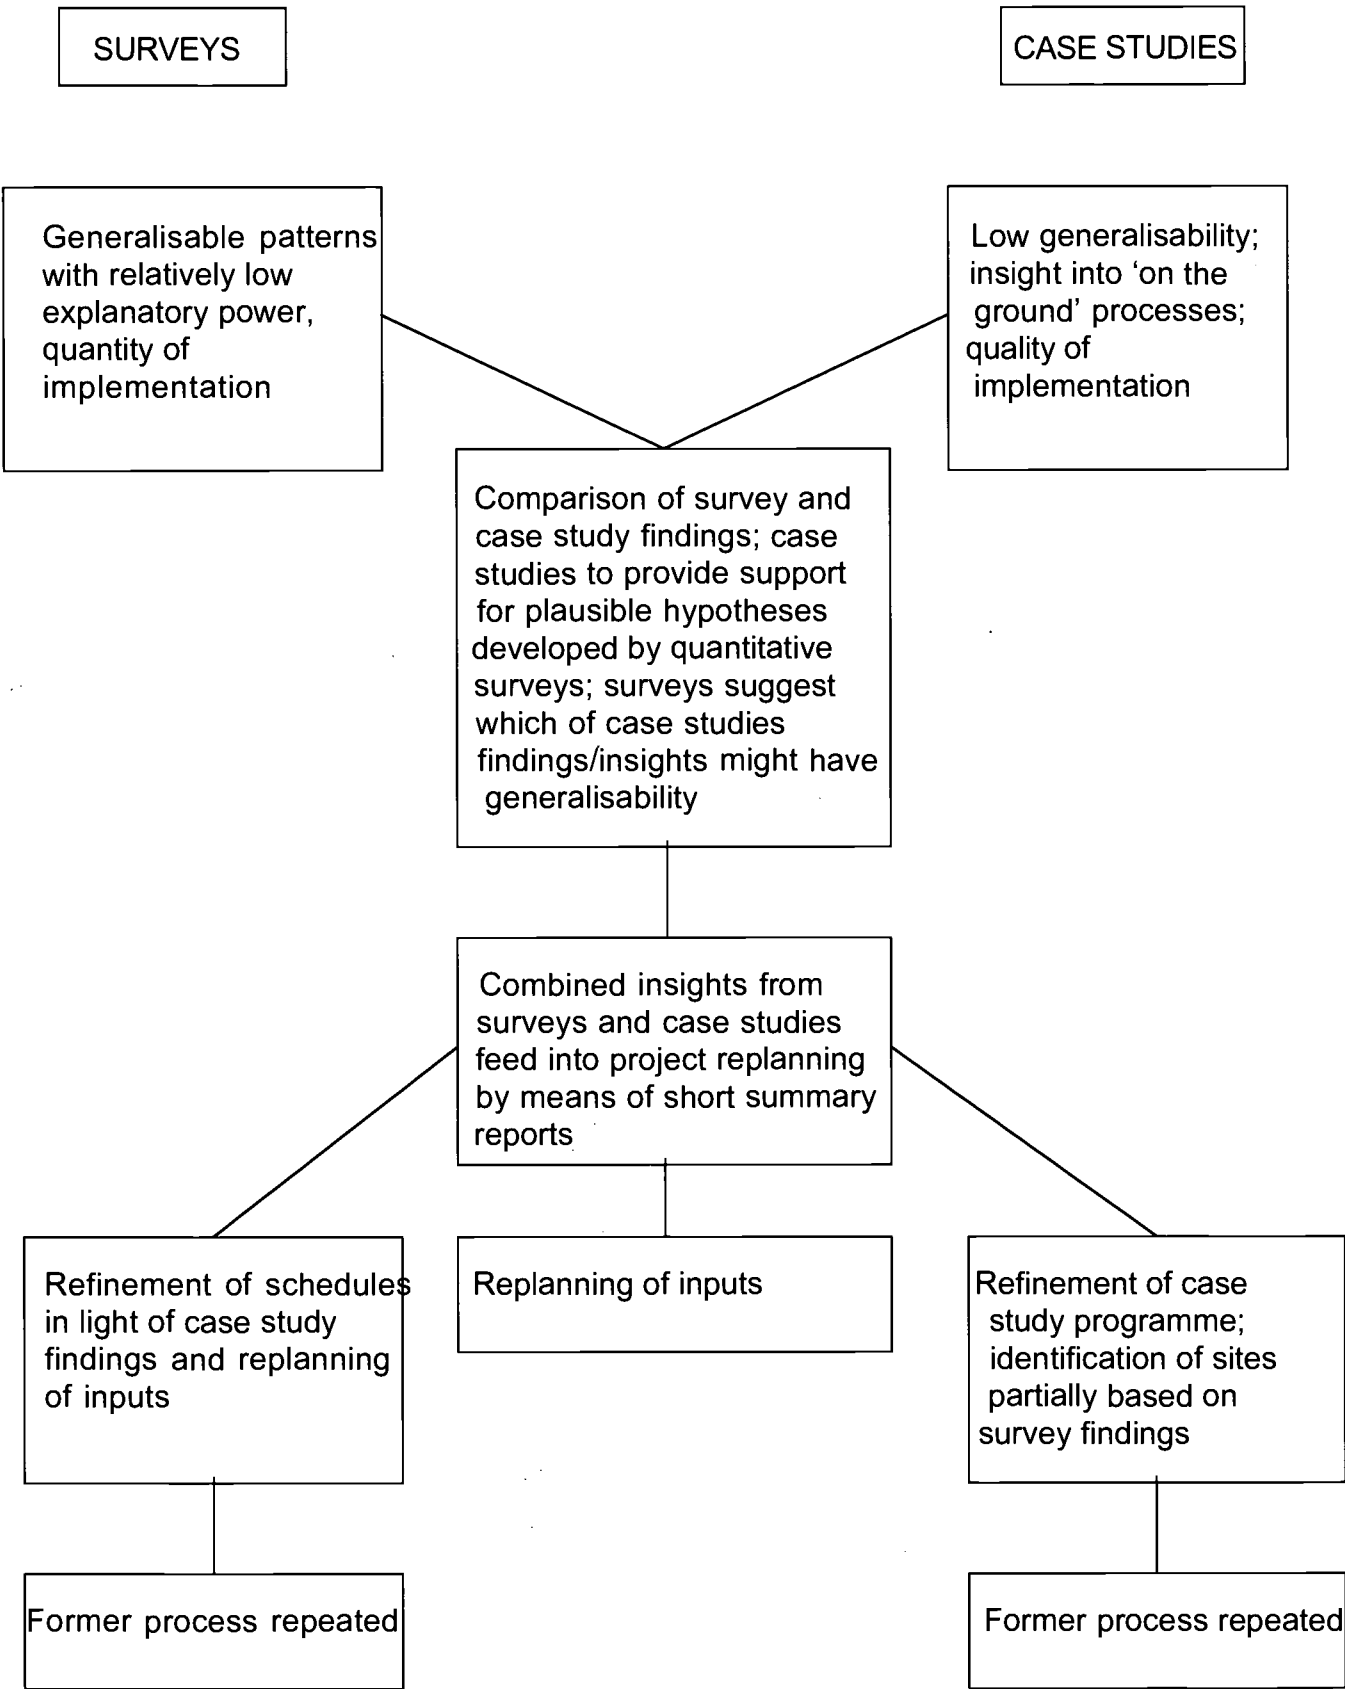 SURVEYS
CASE STUDIES
Generalisable patterns
with relatively low
explanatory power,
quantity of
implementation
Low generalisability;
insight into ‘on the
ground’ processes;
quality of
implementation
Comparison of survey and
case study findings; case
studies to provide support
for plausible hypotheses
developed by quantitative
surveys; surveys suggest
which of case studies
findings/insights might have
generalisability
Combined insights from
surveys and case studies
feed into project replanning
by means of short summary
reports
Refinement of schedules
in light of case study
findings and replanning
of inputs
Replanning of inputs
Refinement of case
study programme;
identification of sites
partially based on
survey findings
Former process repeated
Former process repeated